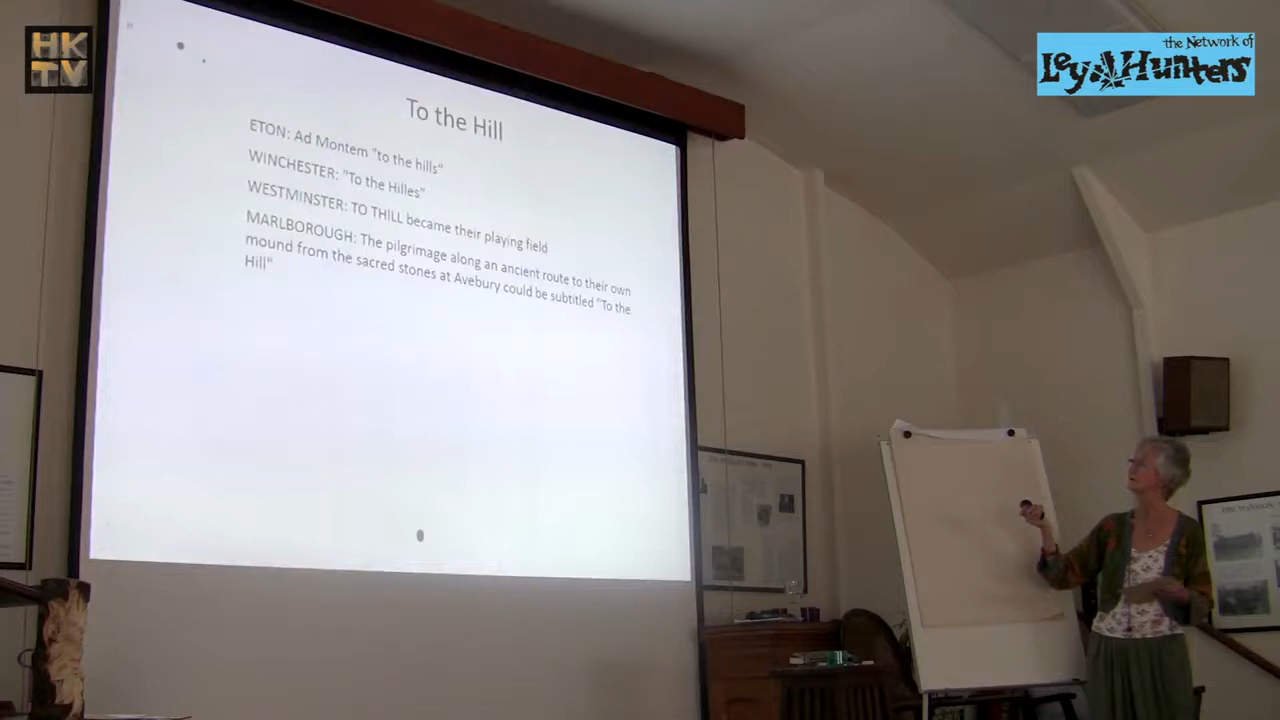 HK
TV
the Network of
Ley Hunters
To the Hill
ETON: Ad Montem "to the hills"
WINCHESTER: "To the Hilles"
WESTMINSTER: TO THILL became their playing field
MARLBOROUGH: The pilgrimage along an ancient route to their own
mound from the sacred stones at Avebury could be subtitled "To the
Hill"